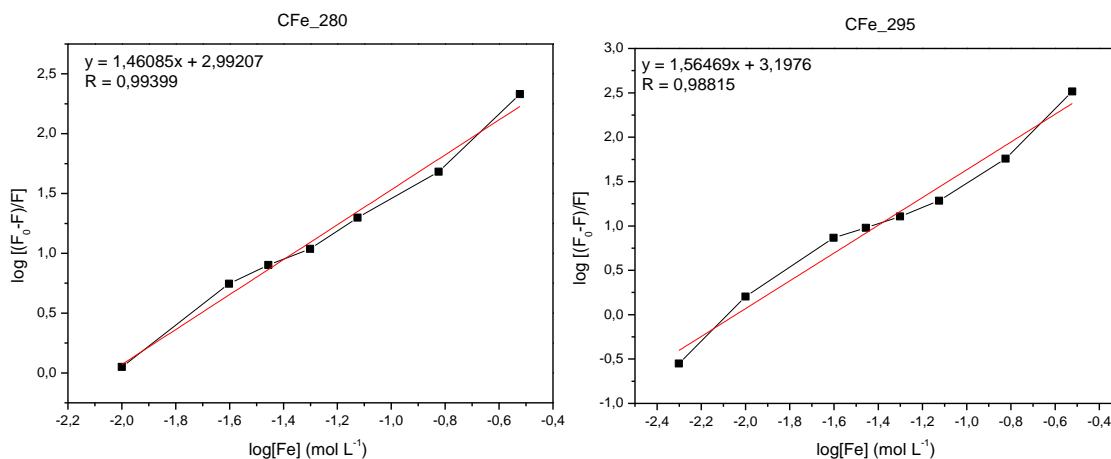 CFe_280
y = 1,46085x + 2,99207
R = 0,99399
2,5
2,0
1,5
1,0
0,5
0,0
log [(F₀-F)/F]
-2,2 -2,0 -1,8 -1,6 -1,4 -1,2 -1,0 -0,8 -0,6 -0,4
log[Fe] (mol L⁻¹)
CFe_295
y = 1,56469x + 3,1976
R = 0,98815
3,0
2,5
2,0
1,5
1,0
0,5
0,0
-0,5
-1,0
log [(F₀-F)/F]
-2,4 -2,2 -2,0 -1,8 -1,6 -1,4 -1,2 -1,0 -0,8 -0,6 -0,4
log[Fe] (mol L⁻¹)